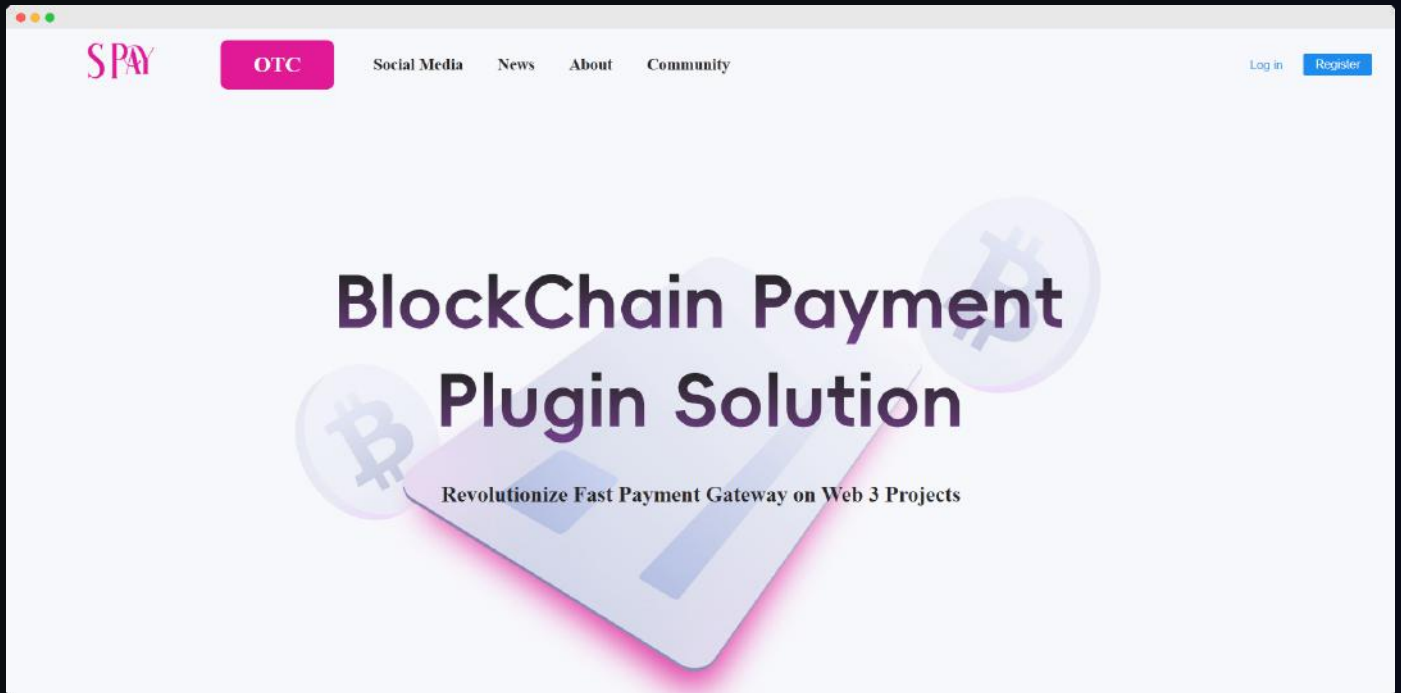 S PAY
OTC
Social Media
News
About
Community
Log in
Register
BlockChain Payment
Plugin Solution
Revolutionize Fast Payment Gateway on Web 3 Projects